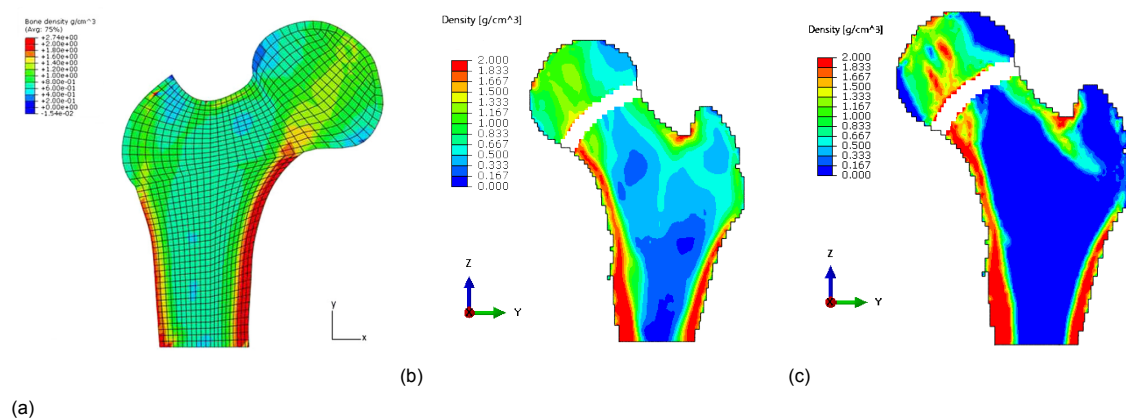 Bone density g/cm^3
(Avg: 75%)
+2.74e+00
+2.00e+00
+1.80e+00
+1.60e+00
+1.40e+00
+1.20e+00
+1.00e+00
+8.00e-01
+6.00e-01
+4.00e-01
+2.00e-01
+0.00e+00
-1.54e-02
y
x
(a)
Density [g/cm^3]
2.000
1.833
1.667
1.500
1.333
1.167
1.000
0.833
0.667
0.500
0.333
0.167
0.000
Z
X
Y
(b)
Density [g/cm^3]
2.000
1.833
1.667
1.500
1.333
1.167
1.000
0.833
0.667
0.500
0.333
0.167
0.000
Z
X
Y
(c)